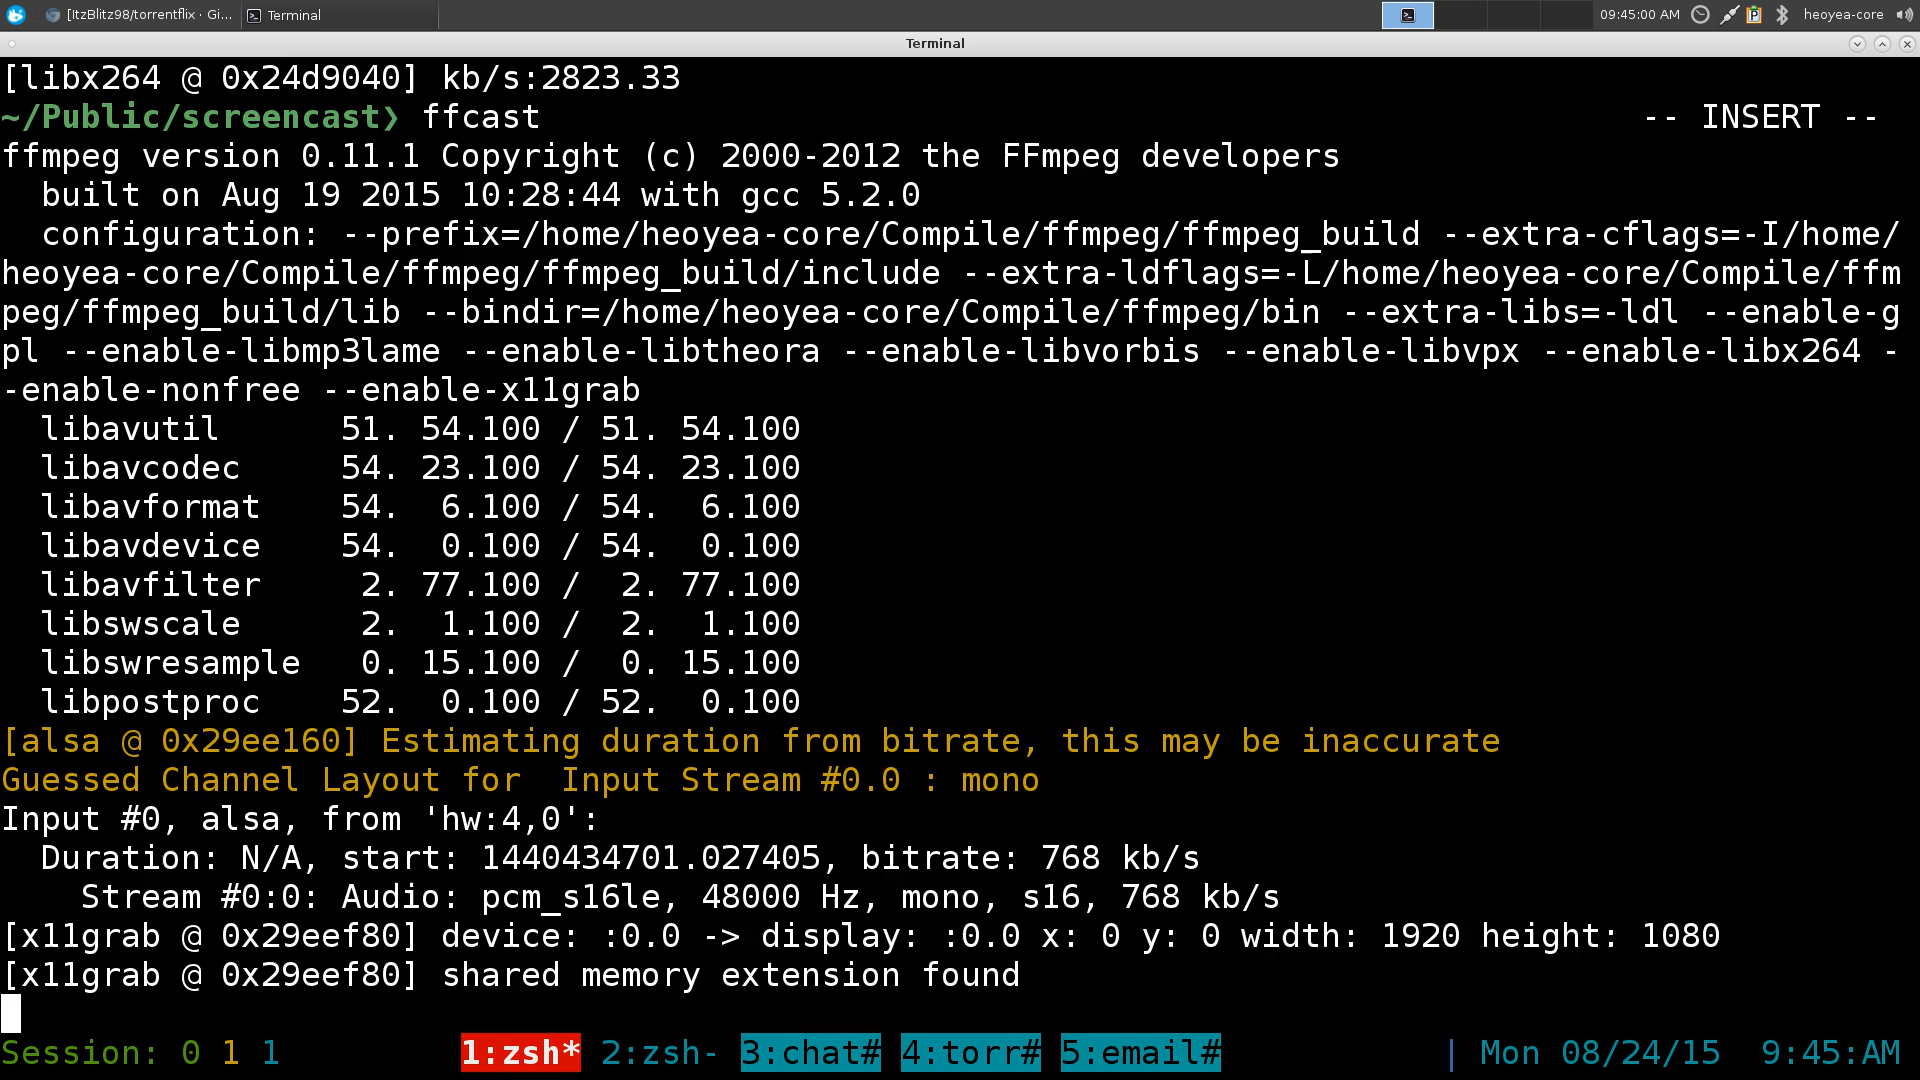 [ItzBlitz98/torrentflix · Gi... Terminal 09:45:00 AM heoyea-core
Terminal
[libx264 @ 0x24d9040] kb/s:2823.33
~/Public/screencast❯ ffcast -- INSERT --
ffmpeg version 0.11.1 Copyright (c) 2000-2012 the FFmpeg developers
  built on Aug 19 2015 10:28:44 with gcc 5.2.0
  configuration: --prefix=/home/heoyea-core/Compile/ffmpeg/ffmpeg_build --extra-cflags=-I/home/
heoyea-core/Compile/ffmpeg/ffmpeg_build/include --extra-ldflags=-L/home/heoyea-core/Compile/ffm
peg/ffmpeg_build/lib --bindir=/home/heoyea-core/Compile/ffmpeg/bin --extra-libs=-ldl --enable-g
pl --enable-libmp3lame --enable-libtheora --enable-libvorbis --enable-libvpx --enable-libx264 -
-enable-nonfree --enable-x11grab
  libavutil      51. 54.100 / 51. 54.100
  libavcodec     54. 23.100 / 54. 23.100
  libavformat    54.  6.100 / 54.  6.100
  libavdevice    54.  0.100 / 54.  0.100
  libavfilter     2. 77.100 /  2. 77.100
  libswscale      2.  1.100 /  2.  1.100
  libswresample   0. 15.100 /  0. 15.100
  libpostproc    52.  0.100 / 52.  0.100
[alsa @ 0x29ee160] Estimating duration from bitrate, this may be inaccurate
Guessed Channel Layout for  Input Stream #0.0 : mono
Input #0, alsa, from 'hw:4,0':
  Duration: N/A, start: 1440434701.027405, bitrate: 768 kb/s
    Stream #0:0: Audio: pcm_s16le, 48000 Hz, mono, s16, 768 kb/s
[x11grab @ 0x29eef80] device: :0.0 -> display: :0.0 x: 0 y: 0 width: 1920 height: 1080
[x11grab @ 0x29eef80] shared memory extension found
Session: 0 1 1 1:zsh* 2:zsh- 3:chat# 4:torr# 5:email# | Mon 08/24/15  9:45:AM